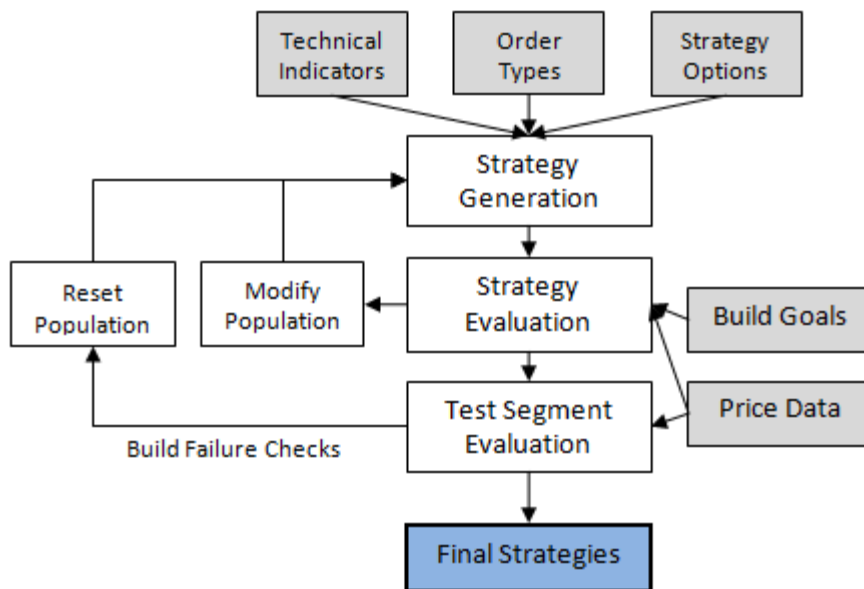 Technical
Indicators
Order
Types
Strategy
Options
Strategy
Generation
Reset
Population
Modify
Population
Strategy
Evaluation
Build Goals
Price Data
Test Segment
Evaluation
Build Failure Checks
Final Strategies